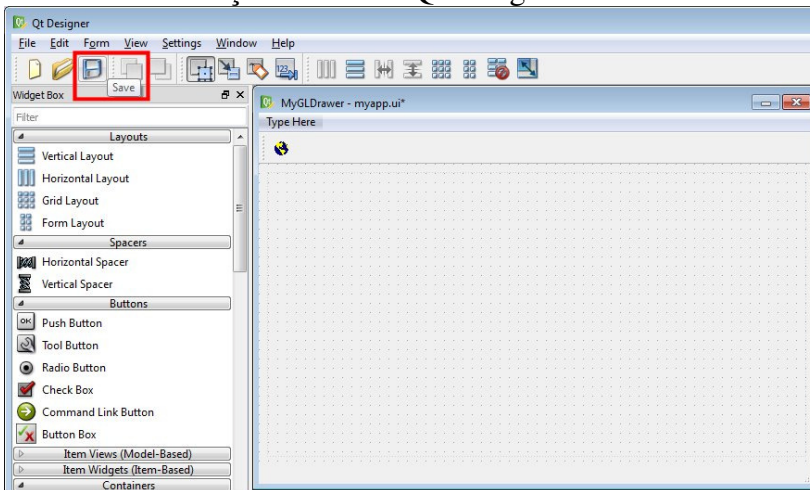 Qt Designer
File Edit Form View Settings Window Help
Save
Widget Box
Filter
Layouts
Vertical Layout
Horizontal Layout
Grid Layout
Form Layout
Spacers
Horizontal Spacer
Vertical Spacer
Buttons
OK Push Button
Tool Button
Radio Button
Check Box
Command Link Button
Button Box
Item Views (Model-Based)
Item Widgets (Item-Based)
Containers
MyGLDrawer - myapp.ui*
Type Here